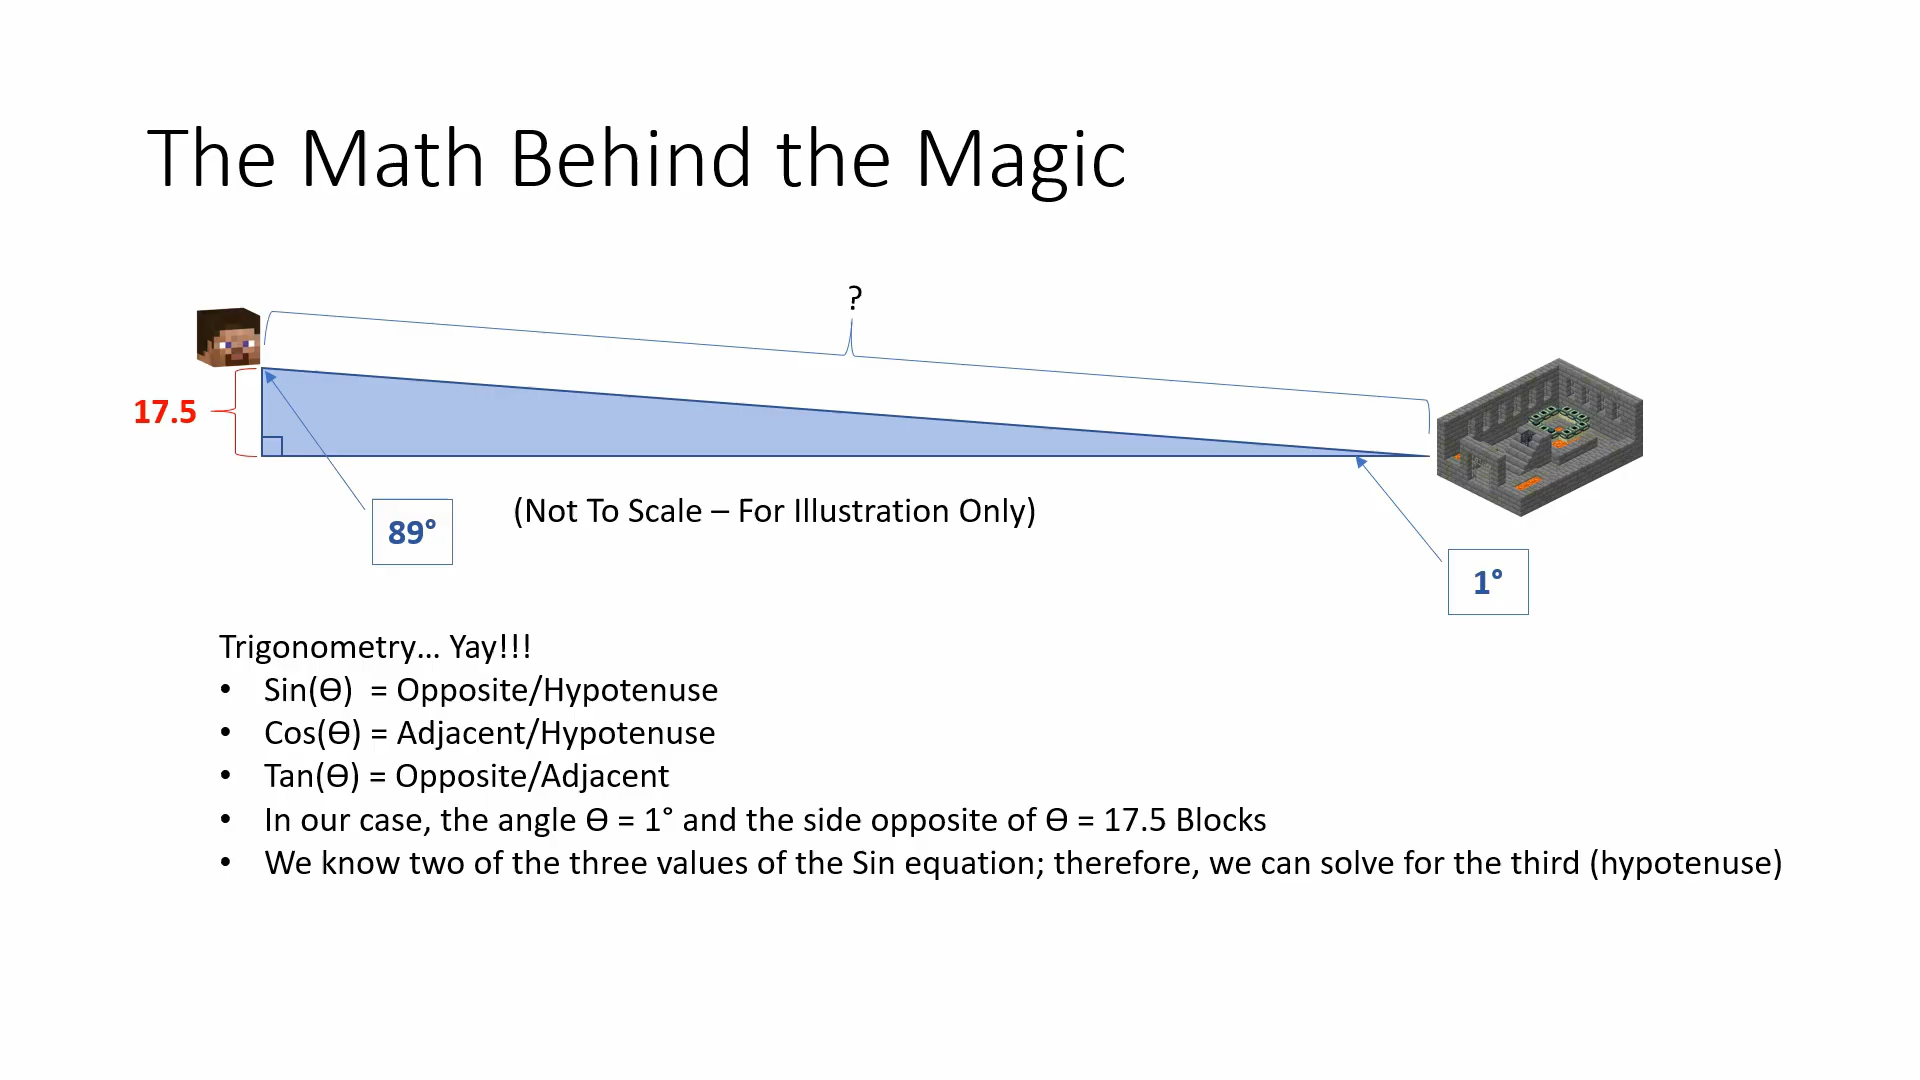 The Math Behind the Magic
?
17.5
(Not To Scale – For Illustration Only)
89°
1°
Trigonometry... Yay!!!
• Sin(Ɵ) = Opposite/Hypotenuse
• Cos(Ɵ) = Adjacent/Hypotenuse
• Tan(Ɵ) = Opposite/Adjacent
• In our case, the angle Ɵ = 1° and the side opposite of Ɵ = 17.5 Blocks
• We know two of the three values of the Sin equation; therefore, we can solve for the third (hypotenuse)